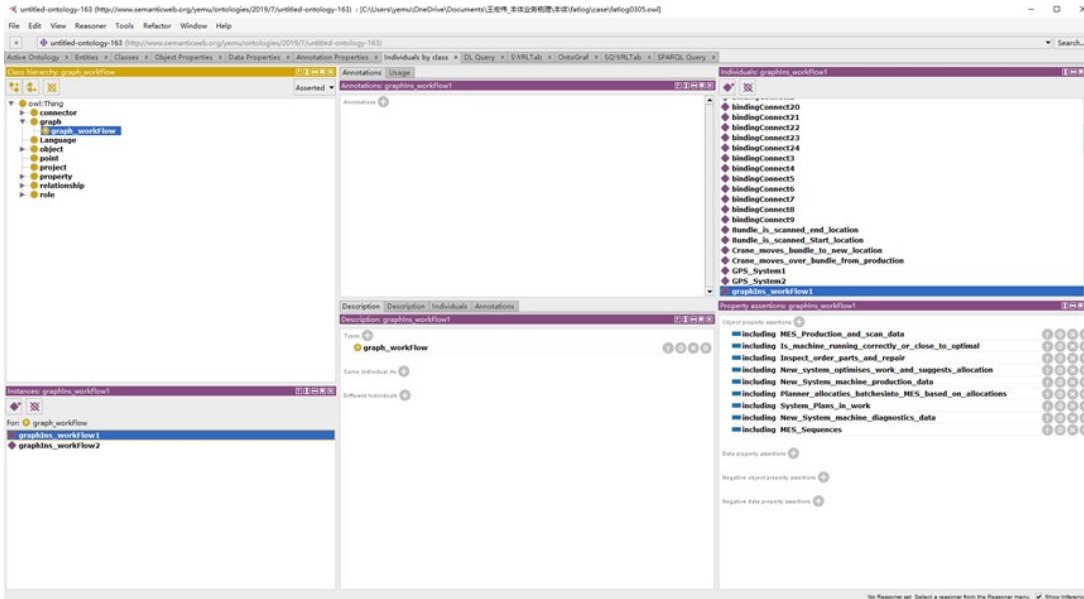 untitled-ontology-163 (http://www.semanticweb.org/yemu/ontologies/2019/7/untitled-ontology-163) : [C:\Users\yemu\OneDrive\Documents\王宏伟_本体业务梳理\本体\fatlog\case\fatlog0305.owl]
File Edit View Reasoner Tools Refactor Window Help
untitled-ontology-163 (http://www.semanticweb.org/yemu/ontologies/2019/7/untitled-ontology-163)
Search...
Active Ontology × Entities × Classes × Object Properties × Data Properties × Annotation Properties × Individuals by class × DL Query × SWRLTab × OntoGraf × SQWRLTab × SPARQL Query ×
Class hierarchy: graph_workFlow
Asserted
owl:Thing
connector
graph
graph_workFlow
Language
object
point
project
property
relationship
role
Instances: graphIns_workFlow1
For: graph_workFlow
graphIns_workFlow1
graphIns_workFlow2
Annotations Usage
Annotations: graphIns_workFlow1
Annotations
Description Description Individuals Annotations
Description: graphIns_workFlow1
Types
graph_workFlow
Same Individual As
Different Individuals
Individuals: graphIns_workFlow1
bindingConnect20
bindingConnect21
bindingConnect22
bindingConnect23
bindingConnect24
bindingConnect3
bindingConnect4
bindingConnect5
bindingConnect6
bindingConnect7
bindingConnect8
bindingConnect9
Bundle_is_scanned_end_location
Bundle_is_scanned_Start_location
Crane_moves_bundle_to_new_location
Crane_moves_over_bundle_from_production
GPS_System1
GPS_System2
graphIns_workFlow1
Property assertions: graphIns_workFlow1
Object property assertions
including MES_Production_and_scan_data
including Is_machine_running_correctly_or_close_to_optimal
including Inspect_order_parts_and_repair
including New_system_optimises_work_and_suggests_allocation
including New_System_machine_production_data
including Planner_allocaties_batchesinto_MES_based_on_allocations
including System_Plans_in_work
including New_System_machine_diagnostics_data
including MES_Sequences
Data property assertions
Negative object property assertions
Negative data property assertions
No Reasoner set. Select a reasoner from the Reasoner menu Show Inferenc